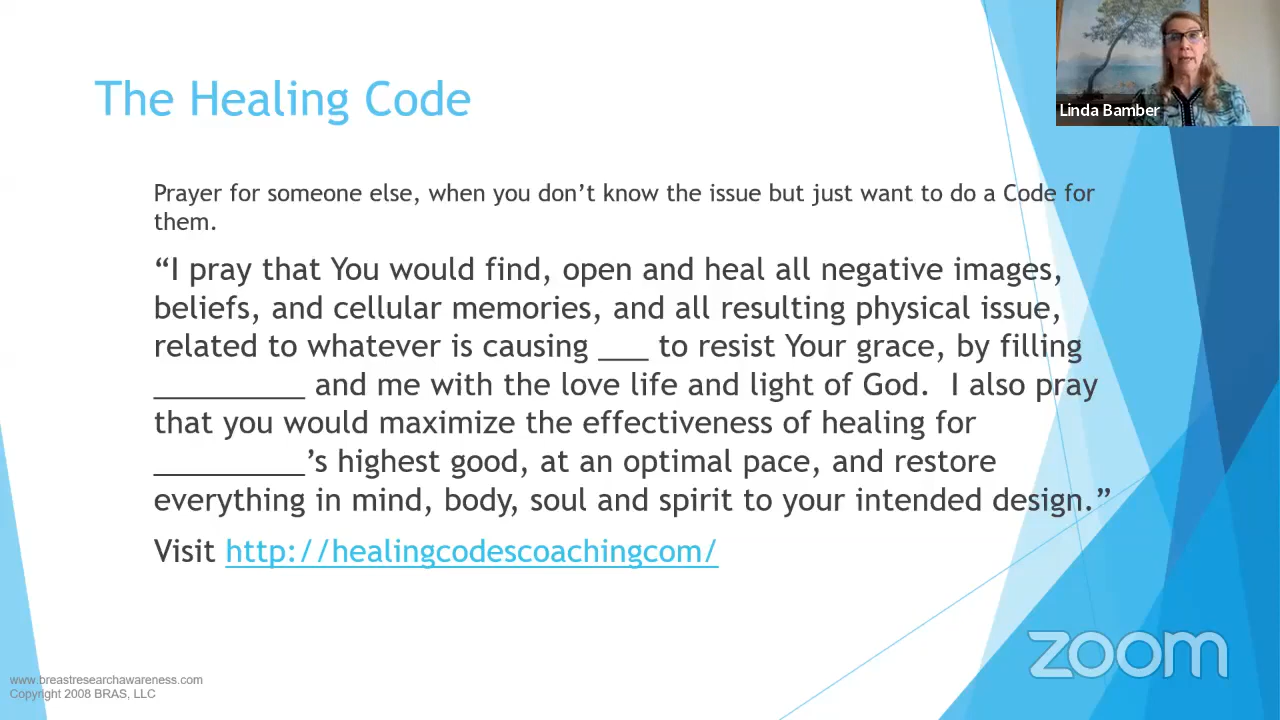 The Healing Code
Linda Bamber
Prayer for someone else, when you don’t know the issue but just want to do a Code for
them.
“I pray that You would find, open and heal all negative images,
beliefs, and cellular memories, and all resulting physical issue,
related to whatever is causing ___ to resist Your grace, by filling
_________ and me with the love life and light of God.  I also pray
that you would maximize the effectiveness of healing for
_________’s highest good, at an optimal pace, and restore
everything in mind, body, soul and spirit to your intended design.”
Visit http://healingcodescoachingcom/
zoom
www.breastresearchawareness.com
Copyright 2008 BRAS, LLC